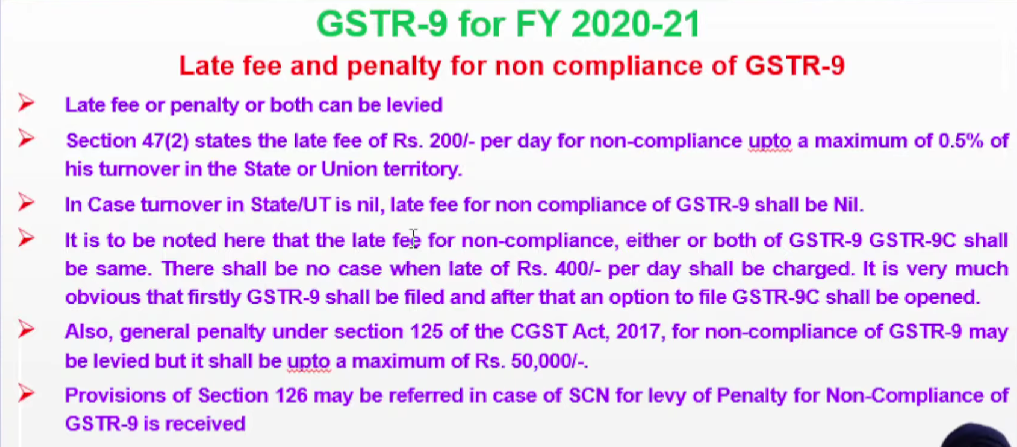 GSTR-9 for FY 2020-21
Late fee and penalty for non compliance of GSTR-9
Late fee or penalty or both can be levied
Section 47(2) states the late fee of Rs. 200/- per day for non-compliance upto a maximum of 0.5% of
his turnover in the State or Union territory.
In Case turnover in State/UT is nil, late fee for non compliance of GSTR-9 shall be Nil.
It is to be noted here that the late fee for non-compliance, either or both of GSTR-9 GSTR-9C shall
be same. There shall be no case when late of Rs. 400/- per day shall be charged. It is very much
obvious that firstly GSTR-9 shall be filed and after that an option to file GSTR-9C shall be opened.
Also, general penalty under section 125 of the CGST Act, 2017, for non-compliance of GSTR-9 may
be levied but it shall be upto a maximum of Rs. 50,000/-.
Provisions of Section 126 may be referred in case of SCN for levy of Penalty for Non-Compliance of
GSTR-9 is received